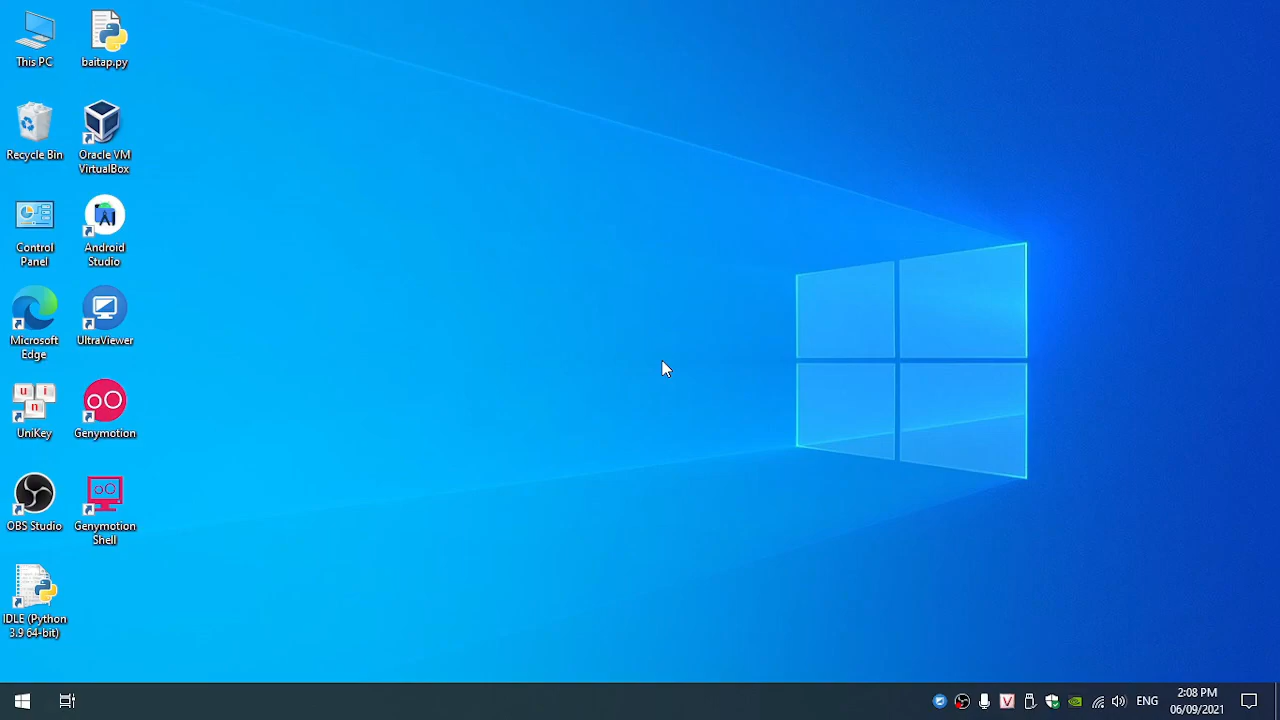 This PC
baitap.py
Recycle Bin
Oracle VM
VirtualBox
Control
Panel
Android
Studio
Microsoft
Edge
UltraViewer
UniKey
Genymotion
OBS Studio
Genymotion
Shell
IDLE (Python
3.9 64-bit)
V
ENG
2:08 PM
06/09/2021